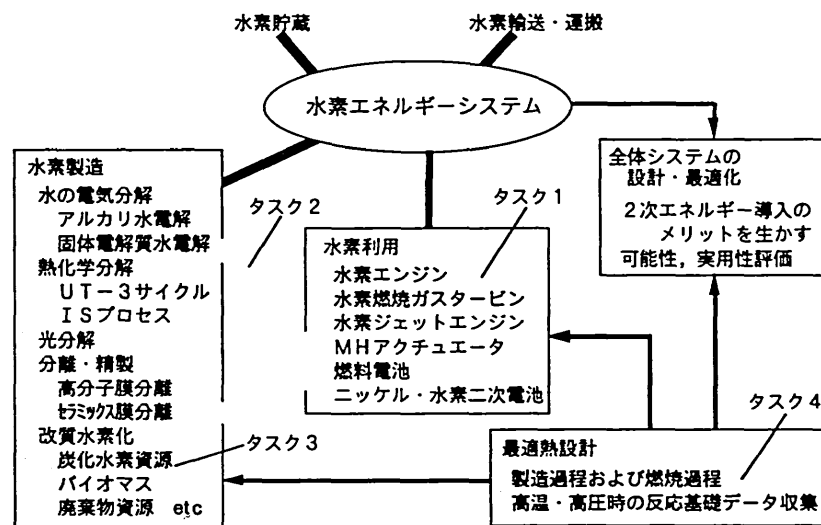 水素貯蔵
水素輸送・運搬
水素エネルギーシステム
水素製造
水の電気分解
アルカリ水電解
固体電解質水電解
熱化学分解
UT−3サイクル
ISプロセス
光分解
分離・精製
高分子膜分離
セラミックス膜分離
改質水素化
炭化水素資源
バイオマス
廃棄物資源 etc
タスク2
タスク3
タスク1
水素利用
水素エンジン
水素燃焼ガスタービン
水素ジェットエンジン
MHアクチュエータ
燃料電池
ニッケル・水素二次電池
全体システムの
設計・最適化
2次エネルギー導入の
メリットを生かす
可能性,実用性評価
タスク4
最適熱設計
製造過程および燃焼過程
高温・高圧時の反応基礎データ収集